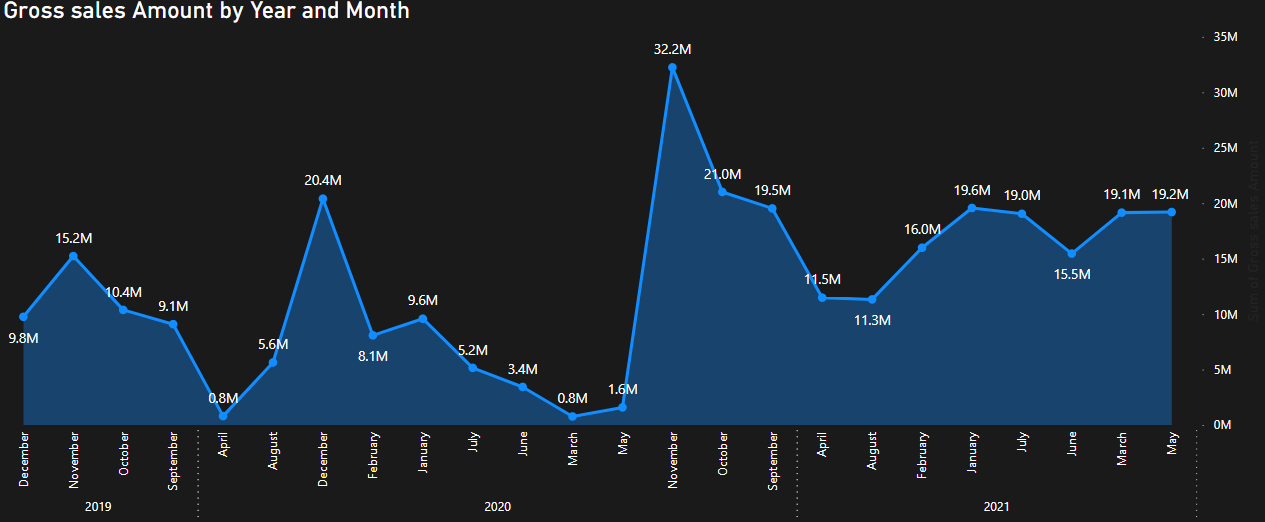 Gross sales Amount by Year and Month
35M
30M
25M
20M
15M
10M
5M
0M
Sum of Gross sales Amount
9.8M
15.2M
10.4M
9.1M
0.8M
5.6M
20.4M
8.1M
9.6M
5.2M
3.4M
0.8M
1.6M
32.2M
21.0M
19.5M
11.5M
11.3M
16.0M
19.6M
19.0M
15.5M
19.1M
19.2M
December
November
October
September
April
August
December
February
January
July
June
March
May
November
October
September
April
August
February
January
July
June
March
May
2019
2020
2021